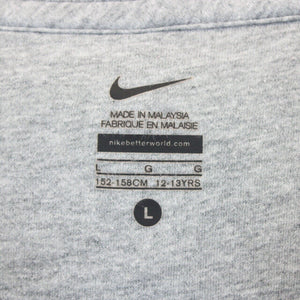 MADE IN MALAYSIA
FABRIQUE EN MALAISIE
nikebetterworld.com
L G G
152-158CM 12-13YRS
L